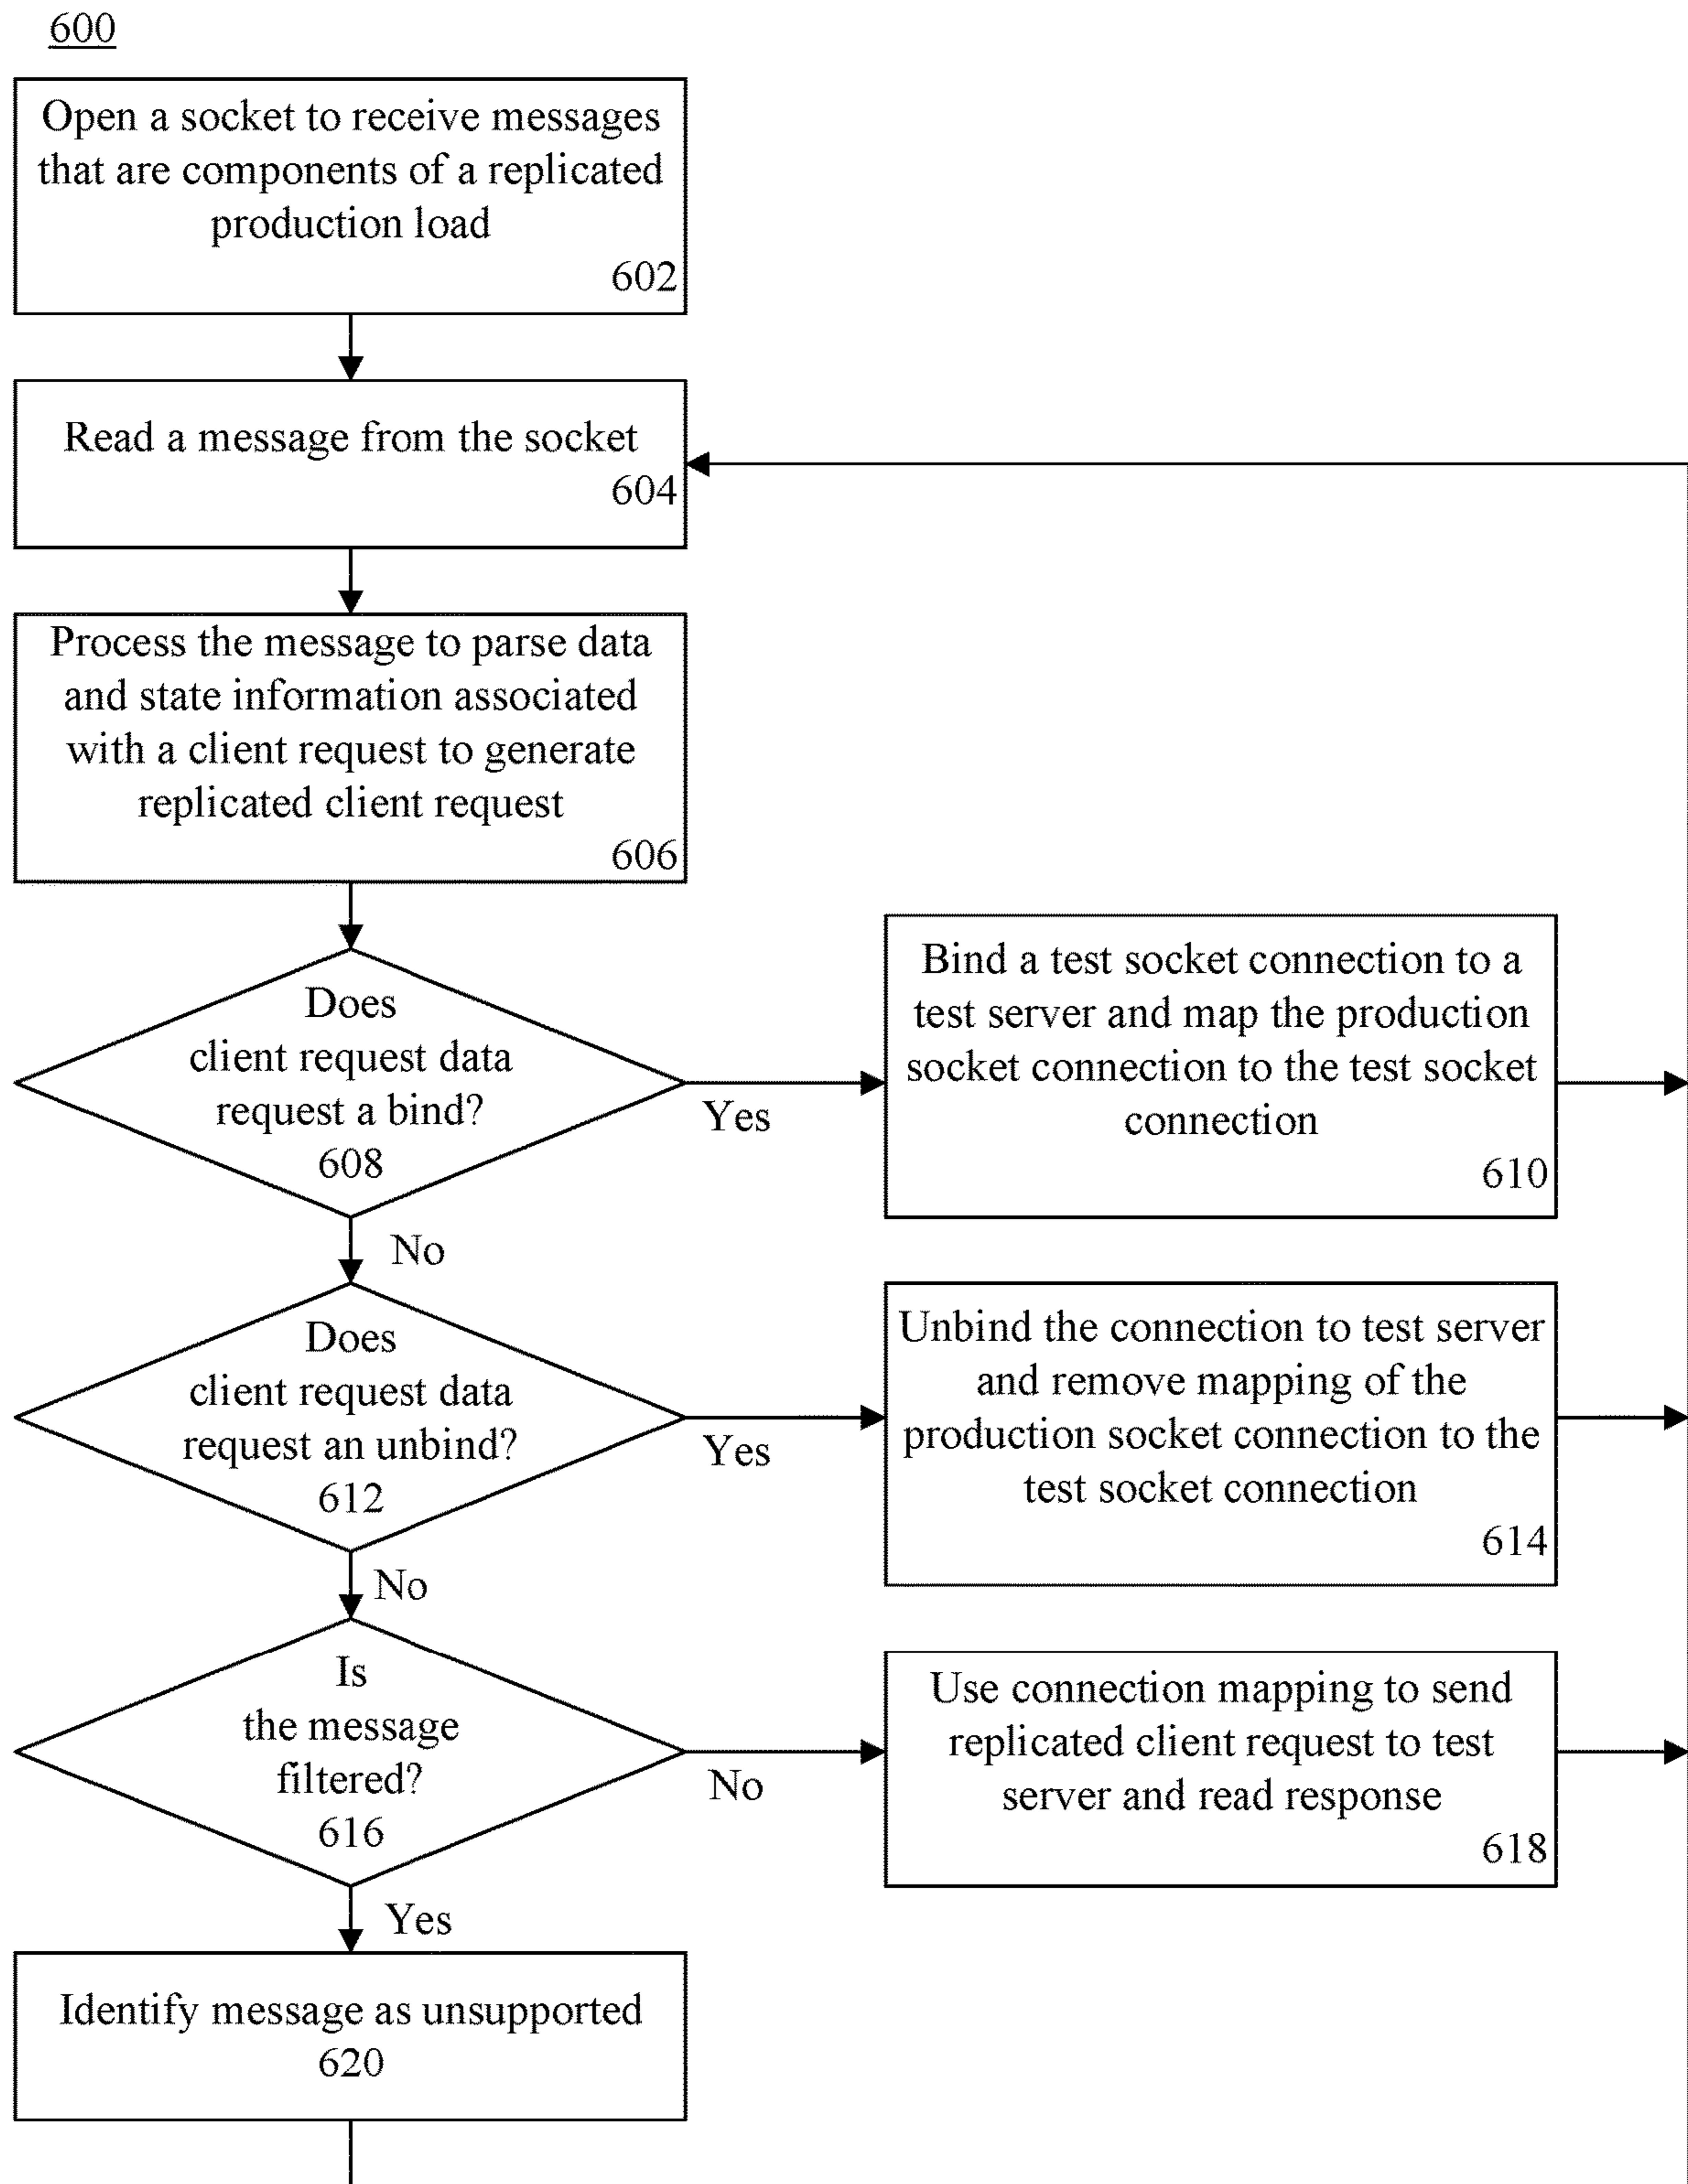 600
Open a socket to receive messages
that are components of a replicated
production load
602
Read a message from the socket
604
Process the message to parse data
and state information associated
with a client request to generate
replicated client request
606
Does
client request data
request a bind?
608
Yes
Bind a test socket connection to a
test server and map the production
socket connection to the test socket
connection
610
No
Does
client request data
request an unbind?
612
Yes
Unbind the connection to test server
and remove mapping of the
production socket connection to the
test socket connection
614
No
Is
the message
filtered?
616
No
Use connection mapping to send
replicated client request to test
server and read response
618
Yes
Identify message as unsupported
620